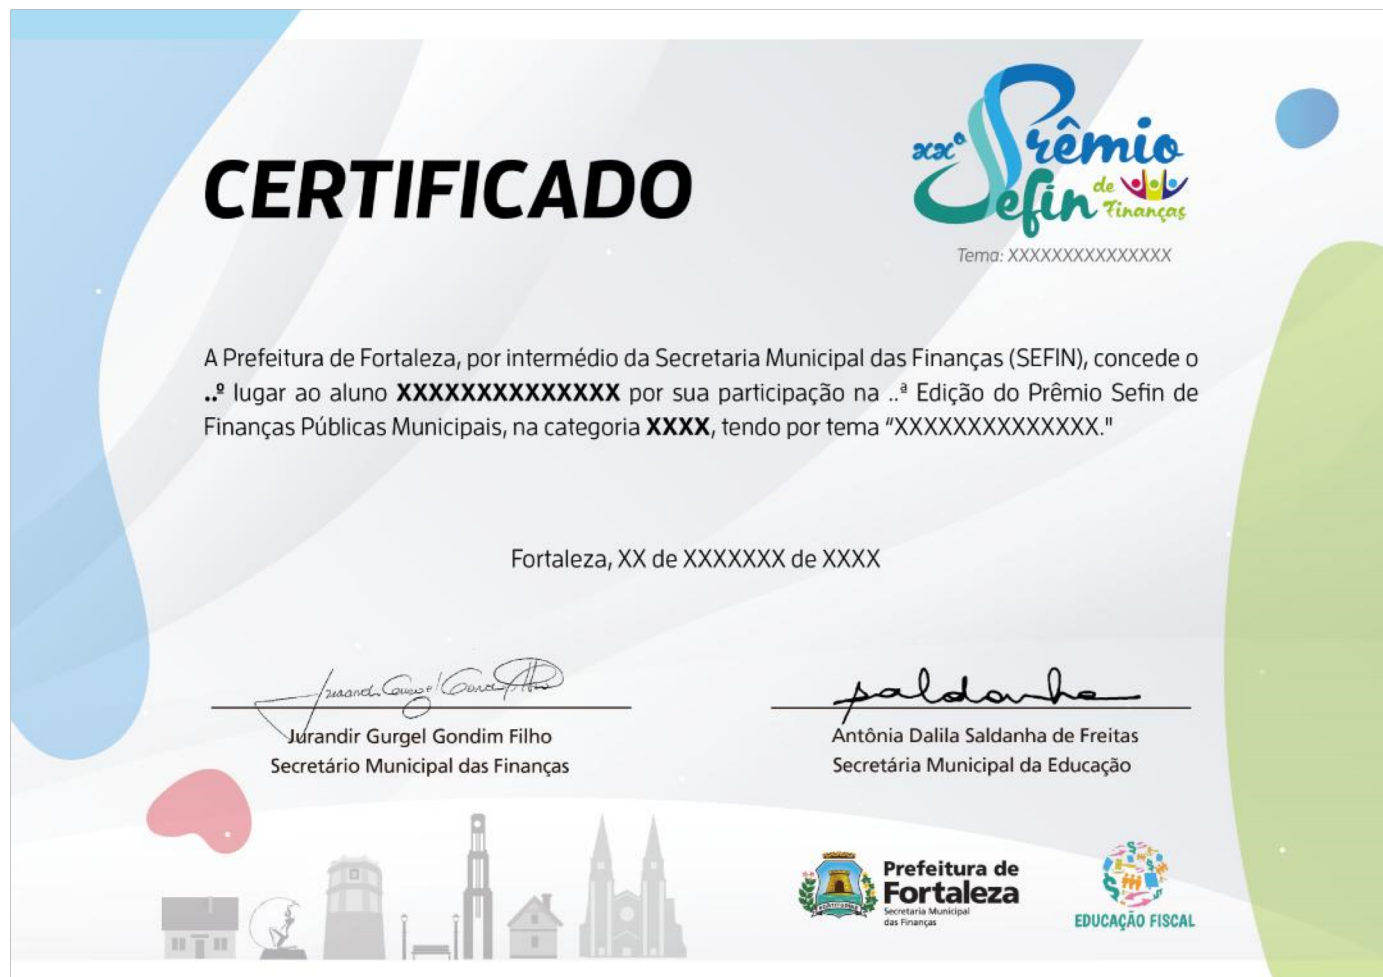 CERTIFICADO
xxº Prêmio
Sefin de Finanças
Tema: XXXXXXXXXXXXXXX
A Prefeitura de Fortaleza, por intermédio da Secretaria Municipal das Finanças (SEFIN), concede o
..º lugar ao aluno XXXXXXXXXXXXXX por sua participação na ..ª Edição do Prêmio Sefin de
Finanças Públicas Municipais, na categoria XXXX, tendo por tema “XXXXXXXXXXXXXX."
Fortaleza, XX de XXXXXXX de XXXX
saldanha
Jurandir Gurgel Gondim Filho
Secretário Municipal das Finanças
Antônia Dalila Saldanha de Freitas
Secretária Municipal da Educação
Prefeitura de
Fortaleza
Secretaria Municipal
das Finanças
EDUCAÇÃO FISCAL